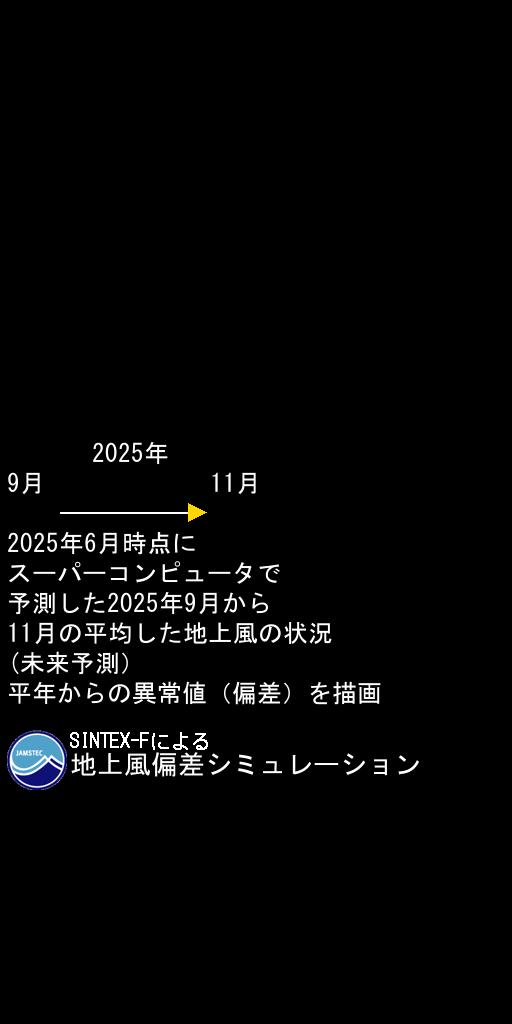 2025年
9月 11月
2025年6月時点に
スーパーコンピュータで
予測した2025年9月から
11月の平均した地上風の状況
(未来予測)
平年からの異常値(偏差)を描画
JAMSTEC
SINTEX-Fによる
地上風偏差シミュレーション